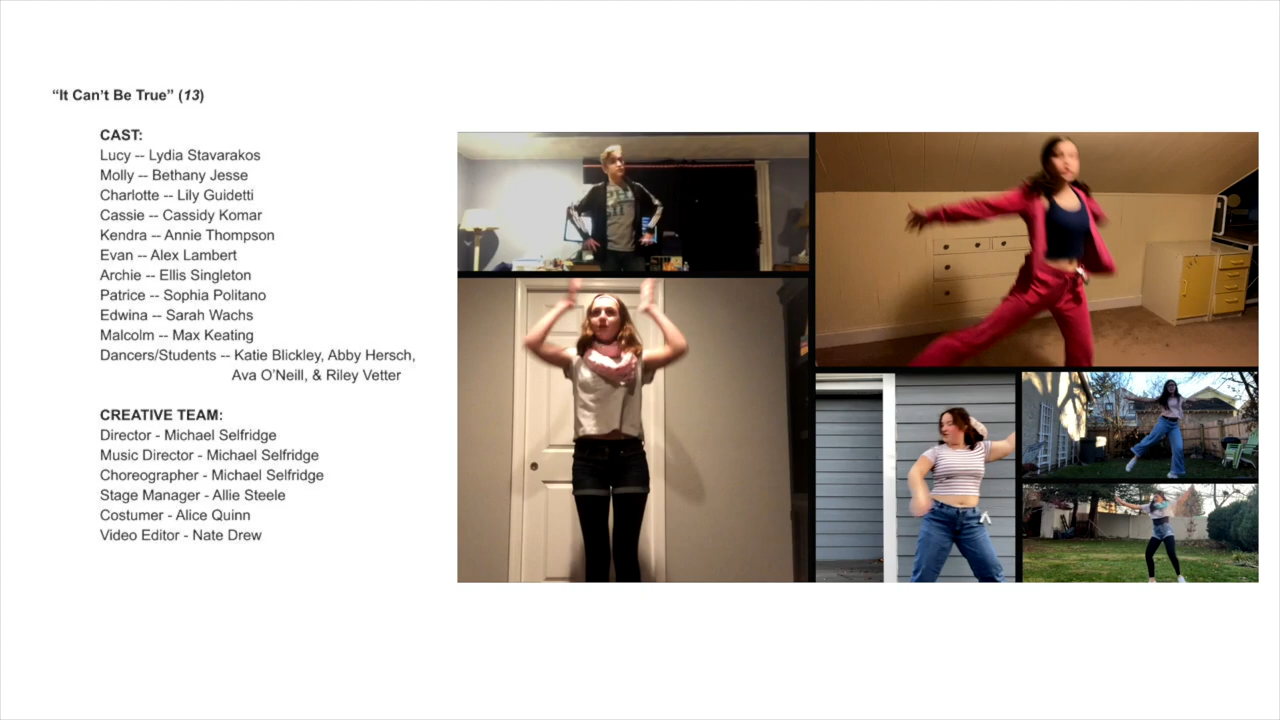 “It Can’t Be True” (13)
CAST:
Lucy -- Lydia Stavarakos
Molly -- Bethany Jesse
Charlotte -- Lily Guidetti
Cassie -- Cassidy Komar
Kendra -- Annie Thompson
Evan -- Alex Lambert
Archie -- Ellis Singleton
Patrice -- Sophia Politano
Edwina -- Sarah Wachs
Malcolm -- Max Keating
Dancers/Students -- Katie Blickley, Abby Hersch,
Ava O’Neill, & Riley Vetter
CREATIVE TEAM:
Director - Michael Selfridge
Music Director - Michael Selfridge
Choreographer - Michael Selfridge
Stage Manager - Allie Steele
Costumer - Alice Quinn
Video Editor - Nate Drew